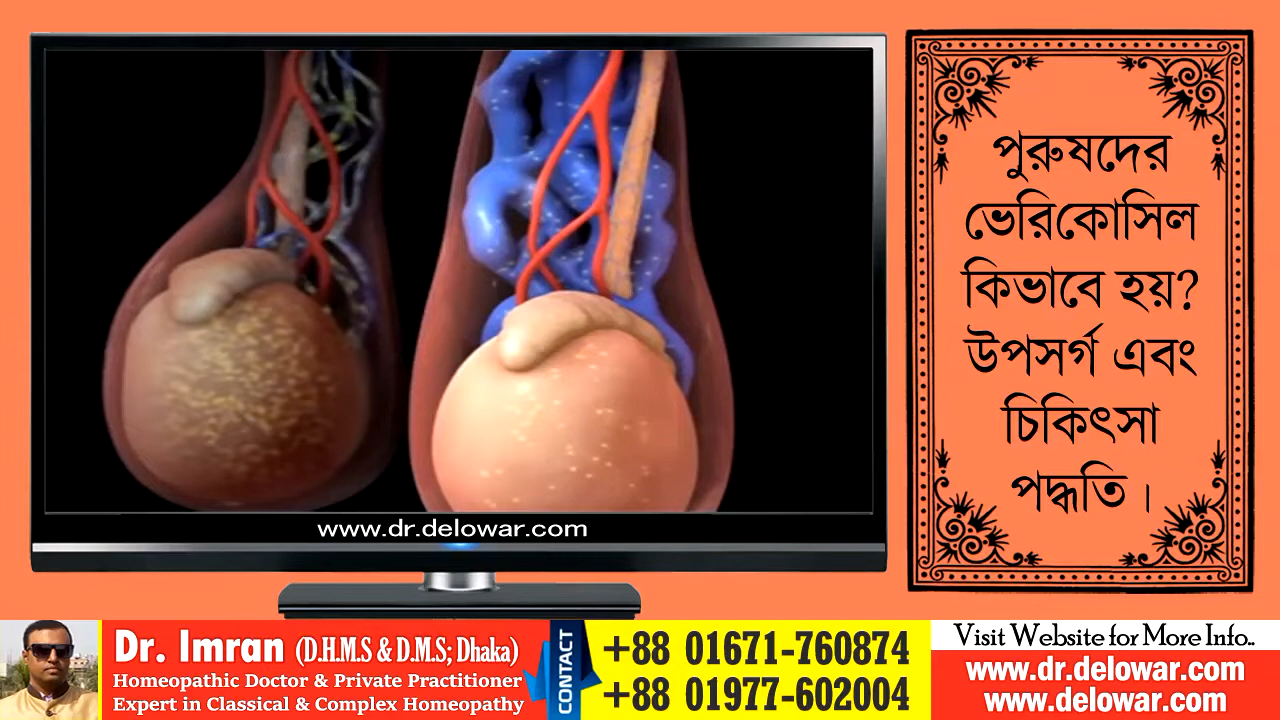 www.dr.delowar.com
পুরুষদের
ভেরিকোসিল
কিভাবে হয়?
উপসর্গ এবং
চিকিৎসা
পদ্ধতি।
Dr. Imran (D.H.M.S & D.M.S; Dhaka)
Homeopathic Doctor & Private Practitioner
Expert in Classical & Complex Homeopathy
CONTACT
+88 01671-760874
+88 01977-602004
Visit Website for More Info..
www.dr.delowar.com
www.delowar.com